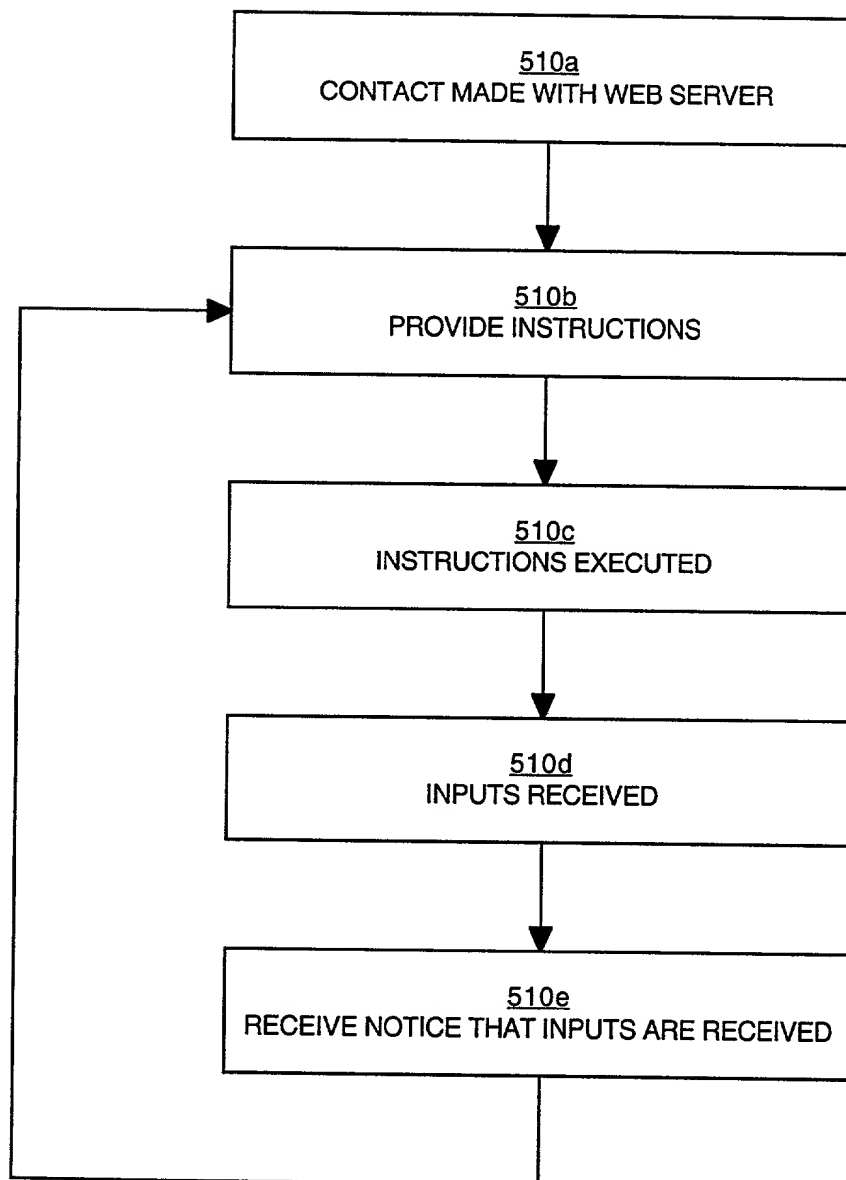 510a
CONTACT MADE WITH WEB SERVER
510b
PROVIDE INSTRUCTIONS
510c
INSTRUCTIONS EXECUTED
510d
INPUTS RECEIVED
510e
RECEIVE NOTICE THAT INPUTS ARE RECEIVED